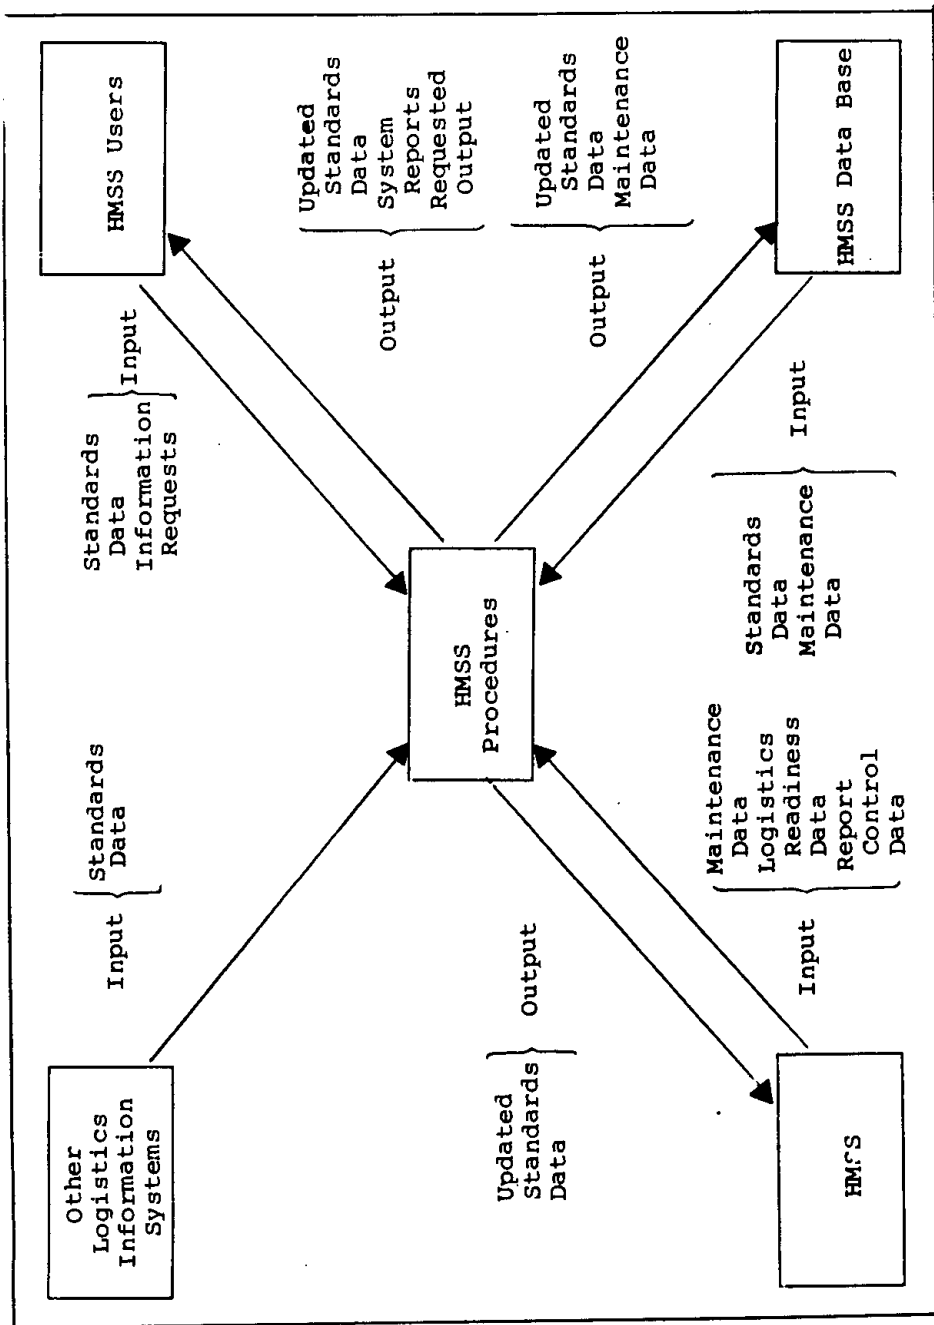 Other
Logistics
Information
Systems
Input
Standards
Data
Standards
Data
Information
Requests
Input
HMSS Users
Updated
Standards
Data
Output
HMSS
Procedures
Output
Updated
Standards
Data
System
Reports
Requested
Output
Output
Updated
Standards
Data
Maintenance
Data
Input
Maintenance
Data
Logistics
Readiness
Data
Report
Control
Data
Standards
Data
Maintenance
Data
Input
HMSS Data Base